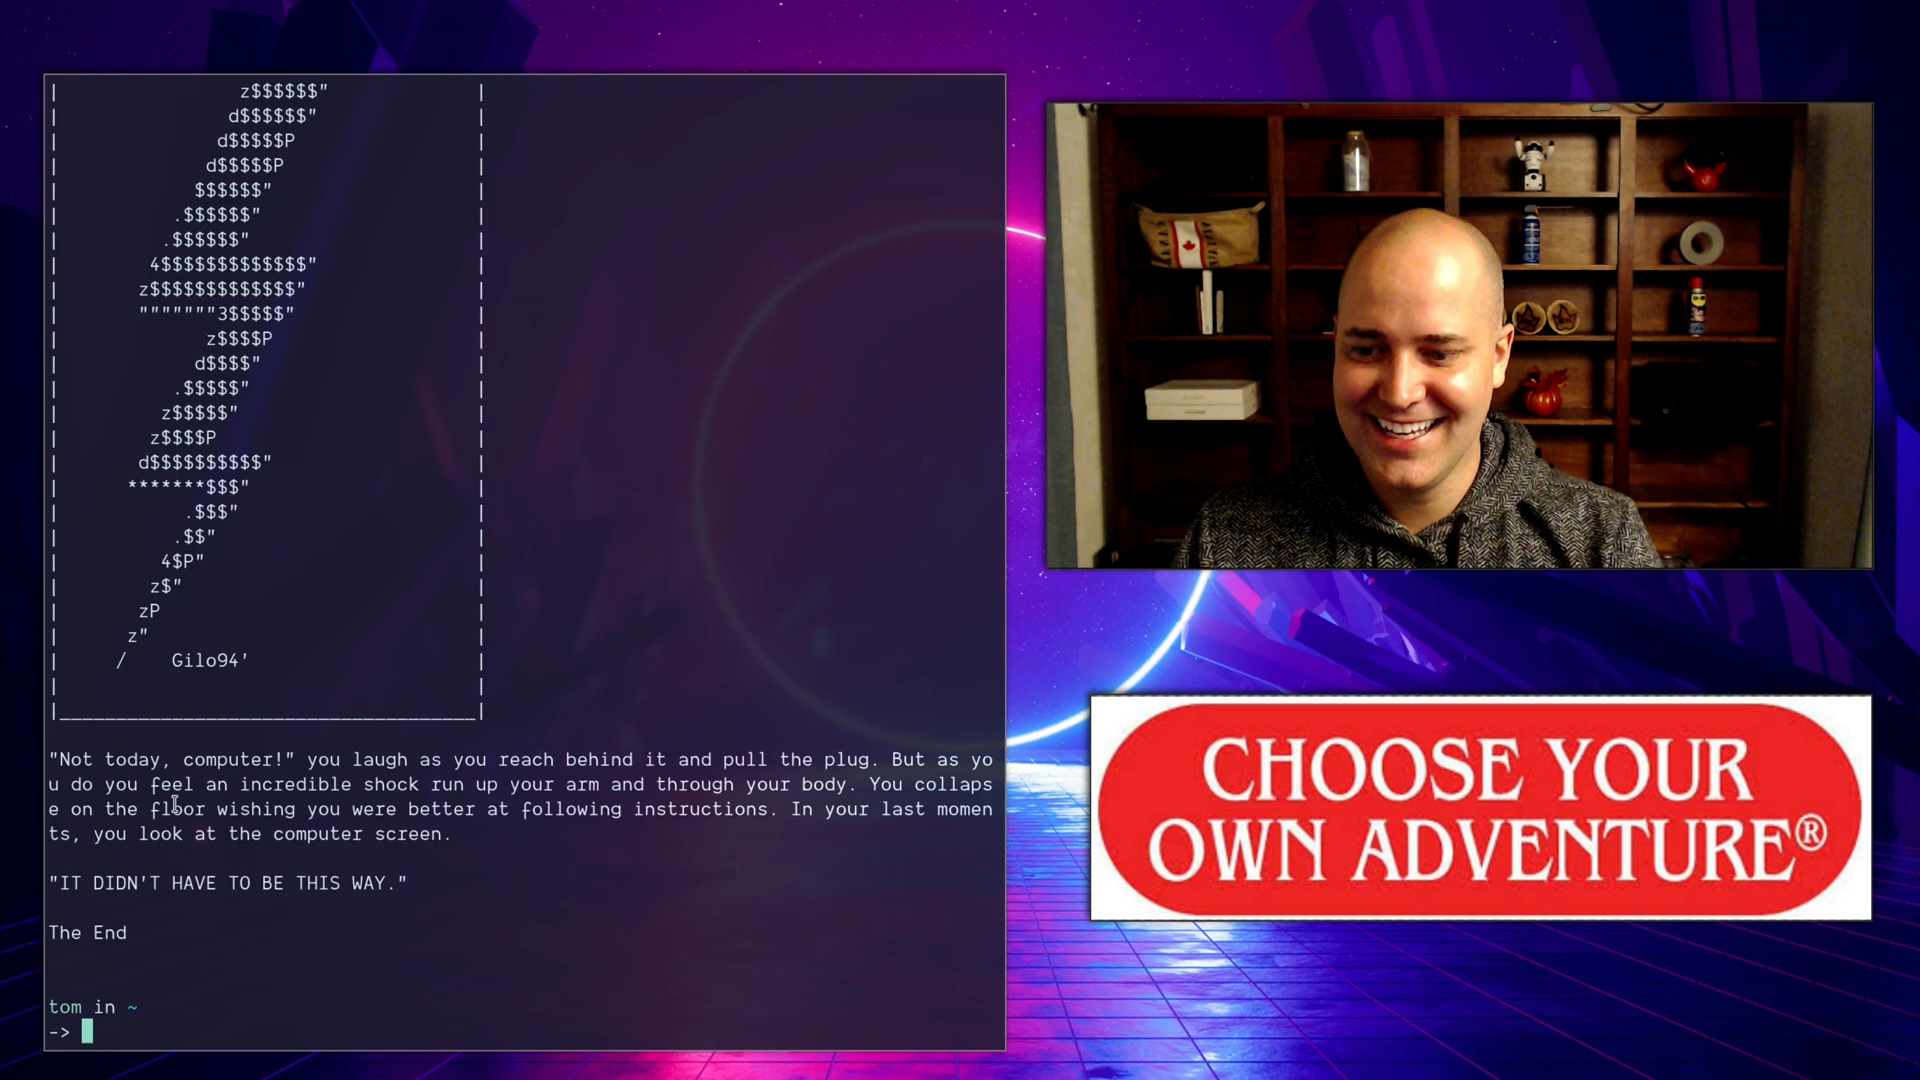 | z$$$$$$" |
| d$$$$$$" |
| d$$$$$P |
| d$$$$$P |
| $$$$$$" |
| .$$$$$$" |
| .$$$$$$" |
| 4$$$$$$$$$$$$$" |
| z$$$$$$$$$$$$$" |
| """""""3$$$$$" |
| z$$$$P |
| d$$$$" |
| .$$$$$" |
| z$$$$$" |
| z$$$$P |
| d$$$$$$$$$$" |
| *******$$$" |
| .$$$" |
| .$$" |
| 4$P" |
| z$" |
| zP |
| z" |
| / Gilo94' |
| |
|_____________________________________|
"Not today, computer!" you laugh as you reach behind it and pull the plug. But as yo
u do you feel an incredible shock run up your arm and through your body. You collaps
e on the floor wishing you were better at following instructions. In your last momen
ts, you look at the computer screen.
"IT DIDN'T HAVE TO BE THIS WAY."
The End
tom in ~
->
CHOOSE YOUR
OWN ADVENTURE®